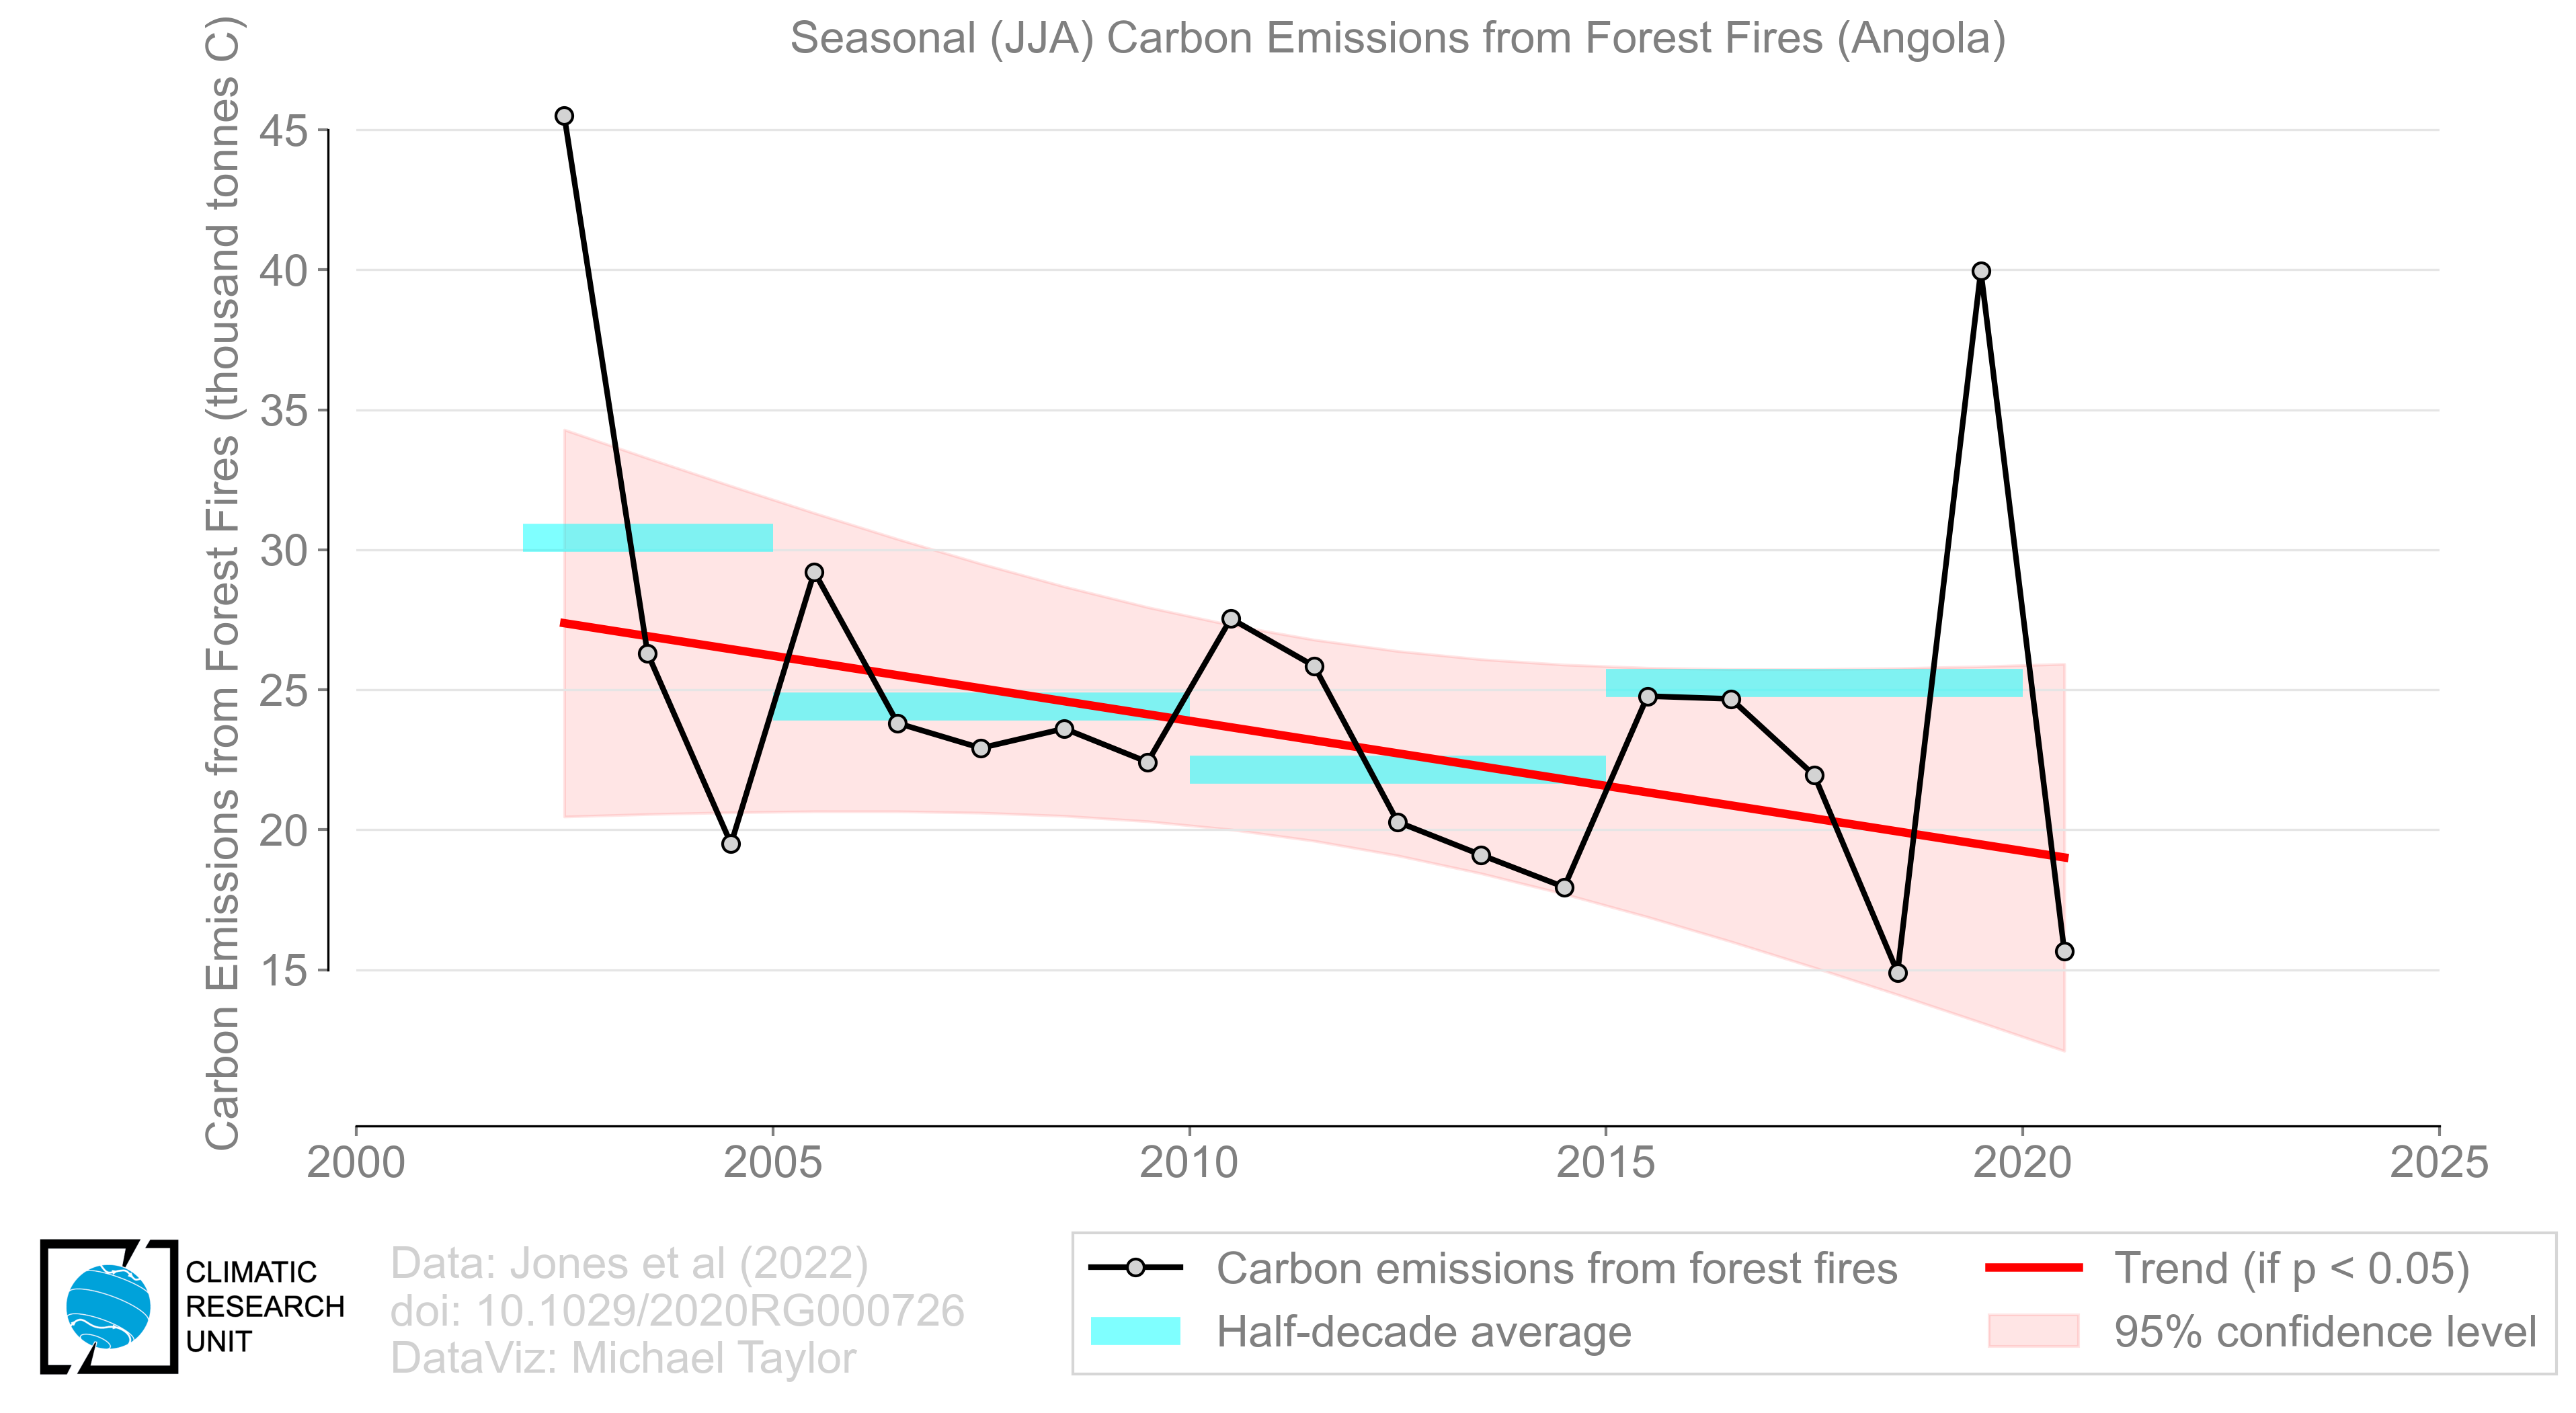 Seasonal (JJA) Carbon Emissions from Forest Fires (Angola)
Carbon Emissions from Forest Fires (thousand tonnes C)
45
40
35
30
25
20
15
2000 2005 2010 2015 2020 2025
CLIMATIC
RESEARCH
UNIT
Data: Jones et al (2022)
doi: 10.1029/2020RG000726
DataViz: Michael Taylor
Carbon emissions from forest fires
Half-decade average
Trend (if p < 0.05)
95% confidence level